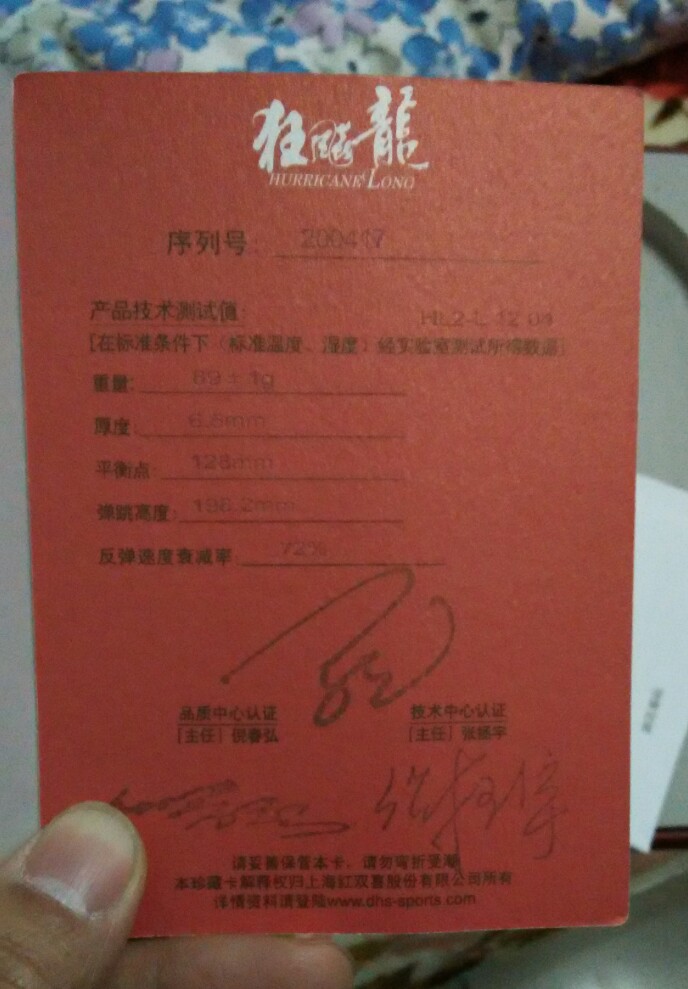 狂飚龍
HURRICANE LONG
序列号: 200417
产品技术测试值: HL2-L 12 04
[在标准条件下(标准温度、湿度)经实验室测试所得数据]
重量: 89±1g
厚度: 6.8mm
平衡点: 128mm
弹跳高度: 196.2mm
反弹速度衰减率 72%
品质中心认证 技术中心认证
[主任] 倪春弘 [主任] 张扬宇
请妥善保管本卡,请勿弯折受潮
本珍藏卡解释权归上海红双喜股份有限公司所有
详情资料请登陆www.dhs-sports.com